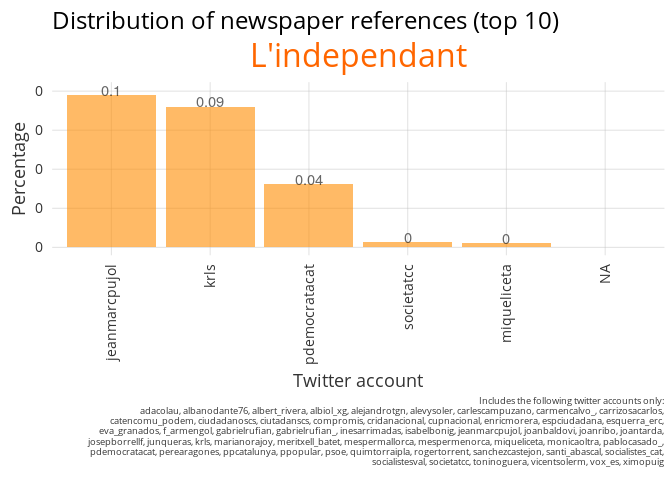 Distribution of newspaper references (top 10)
L'independant
Percentage
0
0
0
0
0
0.1
0.09
0.04
0
0
jeanmarcpujol
krls
pdemocratacat
societatcc
miqueliceta
NA
Twitter account
Includes the following twitter accounts only:
adacolau, albanodante76, albert_rivera, albiol_xg, alejandrotgn, alevysoler, carlescampuzano, carmencalvo_, carrizosacarlos,
catencomu_podem, ciudadanoscs, ciutadanscs, compromis, cridanacional, cupnacional, enricmorera, espciudadana, esquerra_erc,
eva_granados, f_armengol, gabrielrufian, gabrielrufian_, inesarrimadas, isabelbonig, jeanmarcpujol, joanbaldovi, joanribo, joantarda,
josepborrellf, junqueras, krls, marianorajoy, meritxell_batet, mespermallorca, mespermenorca, miqueliceta, monicaoltra, pablocasado_,
pdemocratacat, perearagones, ppcatalunya, ppopular, psoe, quimtorraipla, rogertorrent, sanchezcastejon, santi_abascal, socialistes_cat,
socialistesval, societatcc, toninoguera, vicentsolerm, vox_es, ximopuig